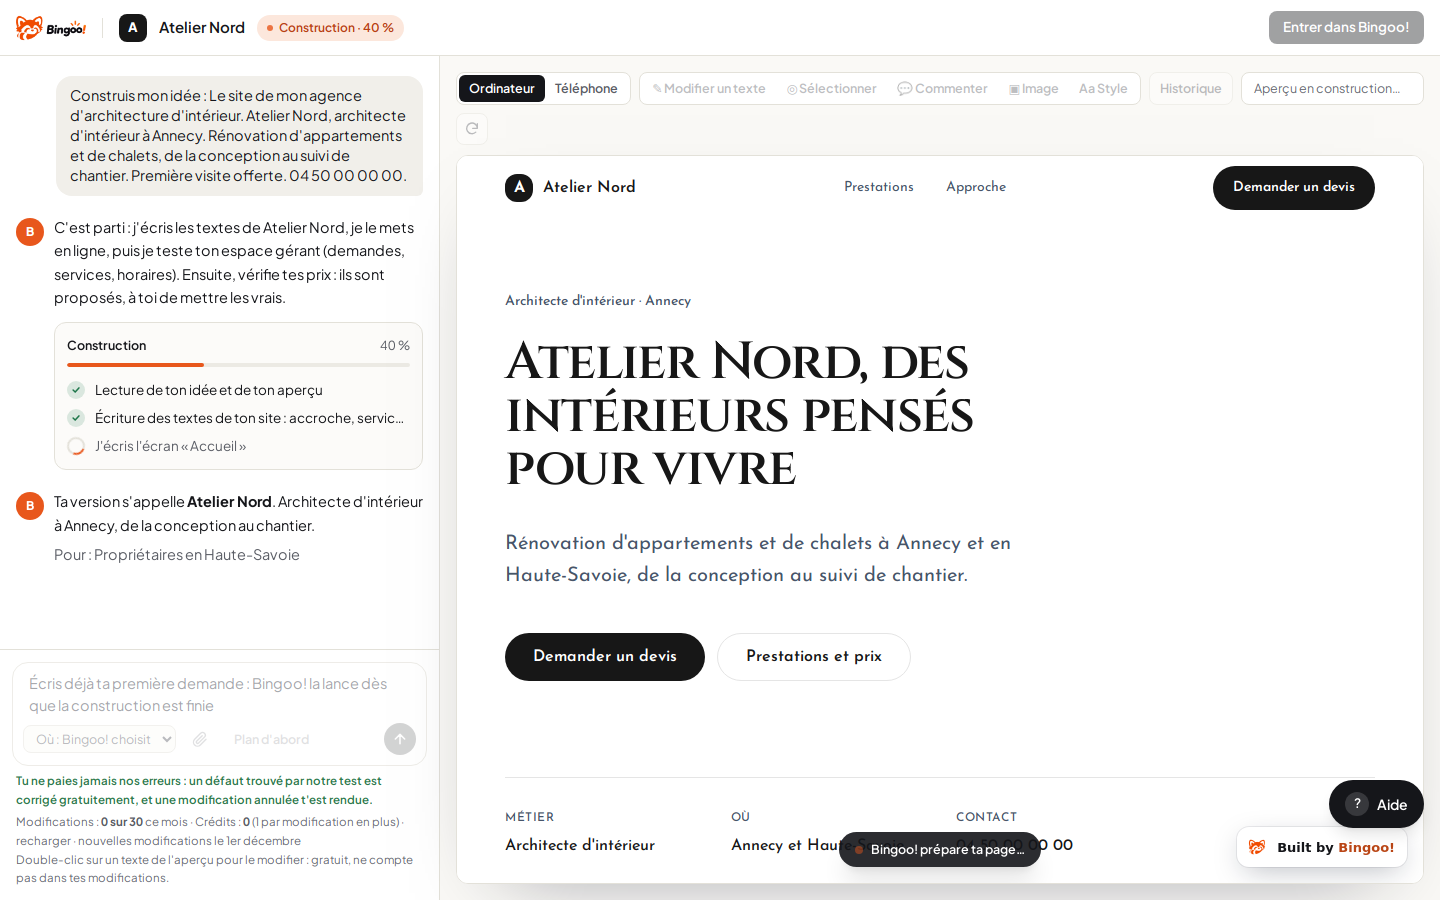 Bingoo!
A
Atelier Nord
Construction · 40 %
Entrer dans Bingoo!
Construis mon idée : Le site de mon agence
d'architecture d'intérieur. Atelier Nord, architecte
d'intérieur à Annecy. Rénovation d'appartements
et de chalets, de la conception au suivi de
chantier. Première visite offerte. 04 50 00 00 00.
B
C'est parti : j'écris les textes de Atelier Nord, je le mets
en ligne, puis je teste ton espace gérant (demandes,
services, horaires). Ensuite, vérifie tes prix : ils sont
proposés, à toi de mettre les vrais.
Construction
40 %
Lecture de ton idée et de ton aperçu
Écriture des textes de ton site : accroche, servic...
J'écris l'écran « Accueil »
B
Ta version s'appelle Atelier Nord. Architecte d'intérieur
à Annecy, de la conception au chantier.
Pour : Propriétaires en Haute-Savoie
Écris déjà ta première demande : Bingoo! la lance dès
que la construction est finie
Où : Bingoo! choisit
Plan d'abord
Tu ne paies jamais nos erreurs : un défaut trouvé par notre test est
corrigé gratuitement, et une modification annulée t'est rendue.
Modifications : 0 sur 30 ce mois · Crédits : 0 (1 par modification en plus) ·
recharger · nouvelles modifications le 1er décembre
Double-clic sur un texte de l'aperçu pour le modifier : gratuit, ne compte
pas dans tes modifications.
Ordinateur
Téléphone
Modifier un texte
Sélectionner
Commenter
Image
Aa Style
Historique
Aperçu en construction...
A
Atelier Nord
Prestations
Approche
Demander un devis
Architecte d'intérieur · Annecy
Atelier Nord, des
intérieurs pensés
pour vivre
Rénovation d'appartements et de chalets à Annecy et en
Haute-Savoie, de la conception au suivi de chantier.
Demander un devis
Prestations et prix
MÉTIER
Architecte d'intérieur
OÙ
Annecy et Haute-Savoie
CONTACT
04 50 00 00 00
Bingoo! prépare ta page...
? Aide
Built by Bingoo!